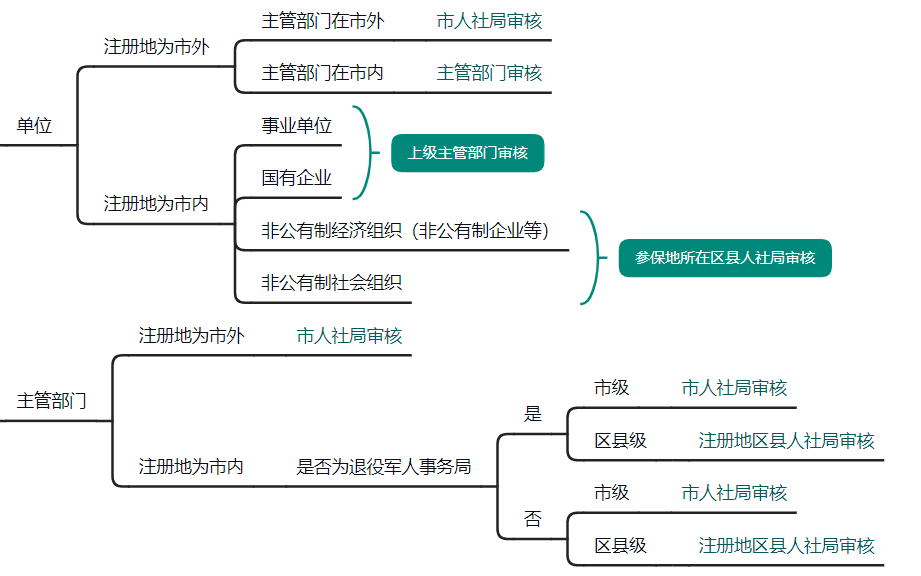 主管部门在市外 市人社局审核
注册地为市外
主管部门在市内 主管部门审核
单位
事业单位
上级主管部门审核
国有企业
注册地为市内
非公有制经济组织（非公有制企业等）
参保地所在区县人社局审核
非公有制社会组织
注册地为市外 市人社局审核
主管部门
市级 市人社局审核
是
区县级 注册地区县人社局审核
注册地为市内 是否为退役军人事务局
市级 市人社局审核
否
区县级 注册地区县人社局审核